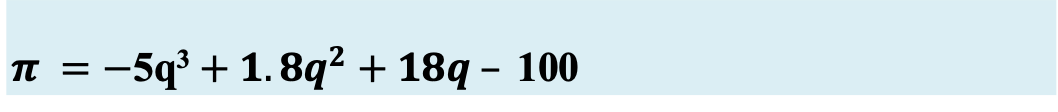 π = −5q³ + 1.8q² + 18q − 100